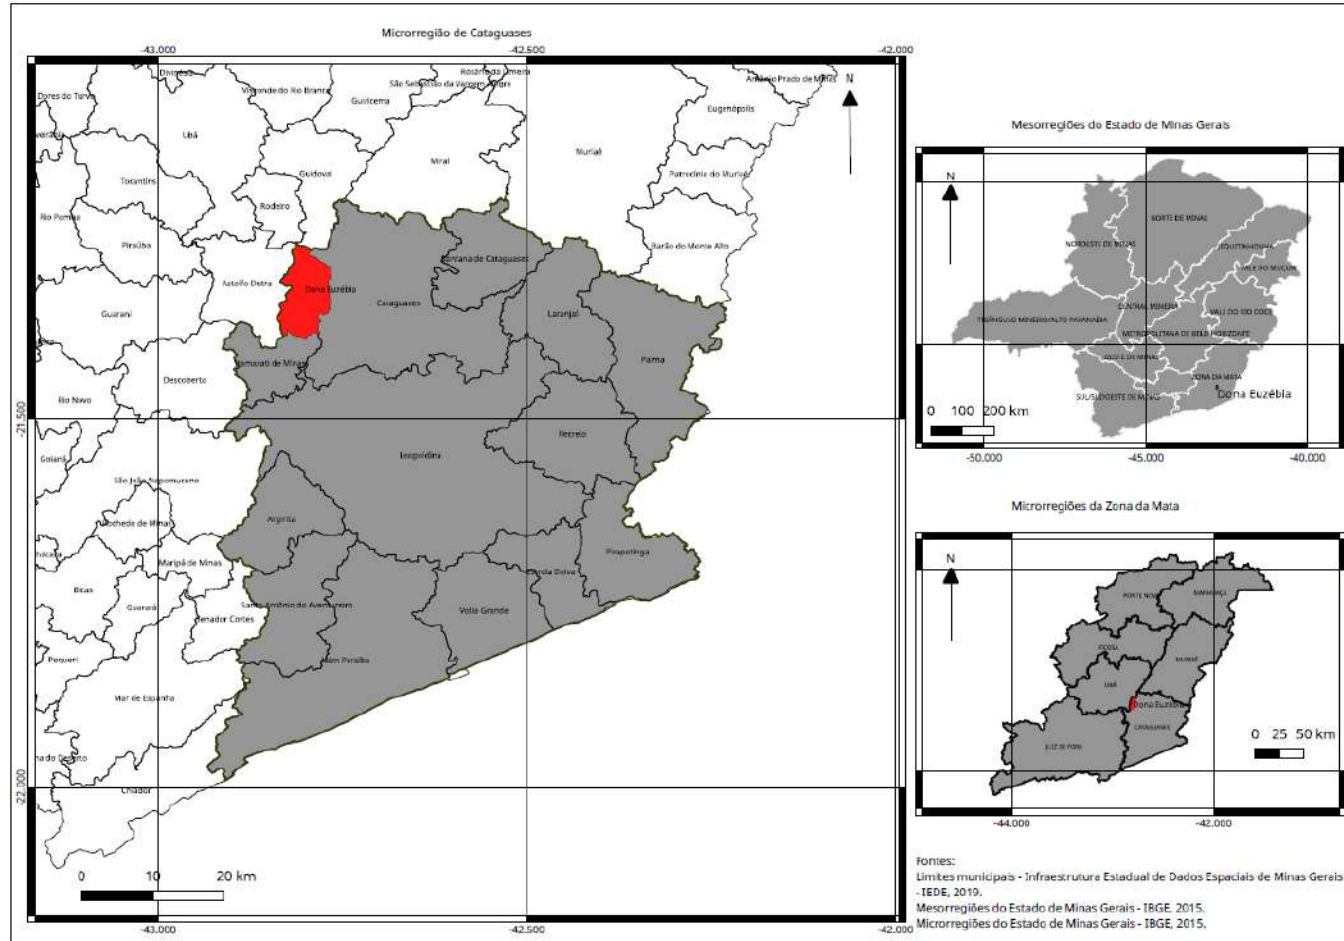 Microrregião de Cataguases
-43.000
-42.500
-42.000
Divinésia
Rosário da Limeira
São Sebastião da Vargem Alegre
Antônio Prado de Minas
N
Dores do Turvo
Visconde do Rio Branco
Guiricema
Eugenópolis
Ubá
Muriaé
Miraí
Guidoval
Patrocínio do Muriaé
Tocantins
Rodeiro
Rio Pomba
Piraúba
Barão do Monte Alto
Santana de Cataguases
Astolfo Dutra
Dona Euzébia
Cataguases
Laranjal
Guarani
Palma
Itamarati de Minas
Descoberto
Rio Novo
-21.500
Recreio
Leopoldina
Goianá
São João Nepomuceno
Argirita
Rochedo de Minas
Pirapetinga
Maripá de Minas
Estrela Dalva
Bicas
Guarará
Santo Antônio do Aventureiro
Volta Grande
Senador Cortes
Pequeri
Além Paraíba
Mar de Espanha
-22.000
Chiador
0 10 20 km
-43.000
-42.500
-42.000
Mesorregiões do Estado de Minas Gerais
N
NORTE DE MINAS
NOROESTE DE MINAS
JEQUITINHONHA
VALE DO MUCURI
CENTRAL MINEIRA
VALE DO RIO DOCE
TRIÂNGULO MINEIRO/ALTO PARANAÍBA
METROPOLITANA DE BELO HORIZONTE
OESTE DE MINAS
ZONA DA MATA
Dona Euzébia
SUL/SUDOESTE DE MINAS
0 100 200 km
-50.000
-45.000
-40.000
Microrregiões da Zona da Mata
N
PONTE NOVA
MANHUAÇU
VIÇOSA
MURIAÉ
UBÁ
Dona Euzébia
CATAGUASES
JUIZ DE FORA
0 25 50 km
-44.000
-42.000
Fontes:
Limites municipais - Infraestrutura Estadual de Dados Espaciais de Minas Gerais
- IEDE, 2019.
Mesorregiões do Estado de Minas Gerais - IBGE, 2015.
Microrregiões do Estado de Minas Gerais - IBGE, 2015.